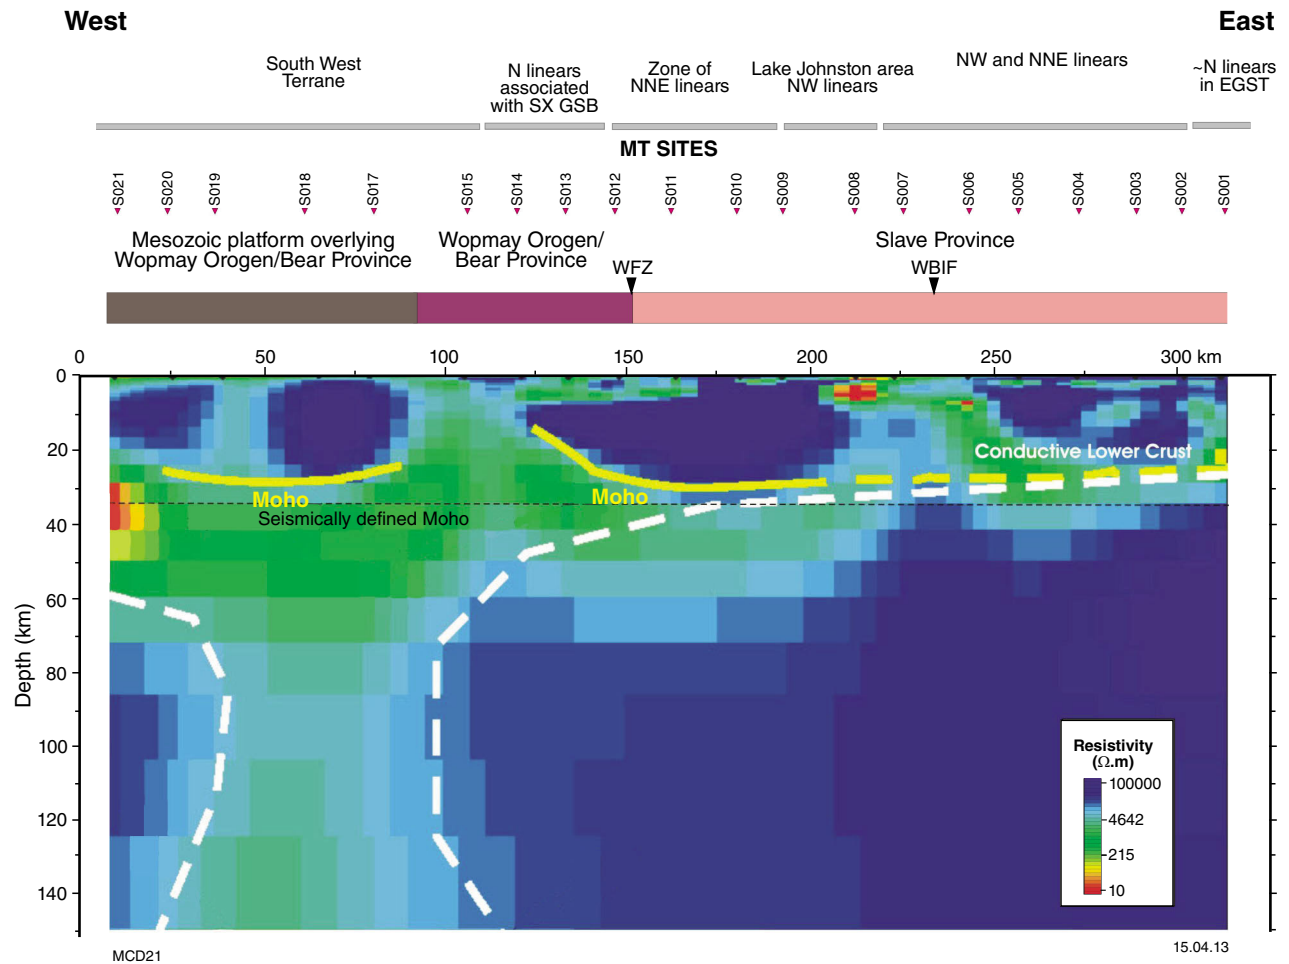 West
East
South West
Terrane
N linears
associated
with SX GSB
Zone of
NNE linears
Lake Johnston area
NW linears
NW and NNE linears
~N linears
in EGST
MT SITES
S021
S020
S019
S018
S017
S015
S014
S013
S012
S011
S010
S009
S008
S007
S006
S005
S004
S003
S002
S001
Mesozoic platform overlying
Wopmay Orogen/Bear Province
Wopmay Orogen/
Bear Province
Slave Province
WFZ
WBIF
0 50 100 150 200 250 300 km
0
20
40
60
80
100
120
140
Depth (km)
Conductive Lower Crust
Moho
Moho
Seismically defined Moho
Resistivity
(Ω.m)
100000
4642
215
10
MCD21
15.04.13